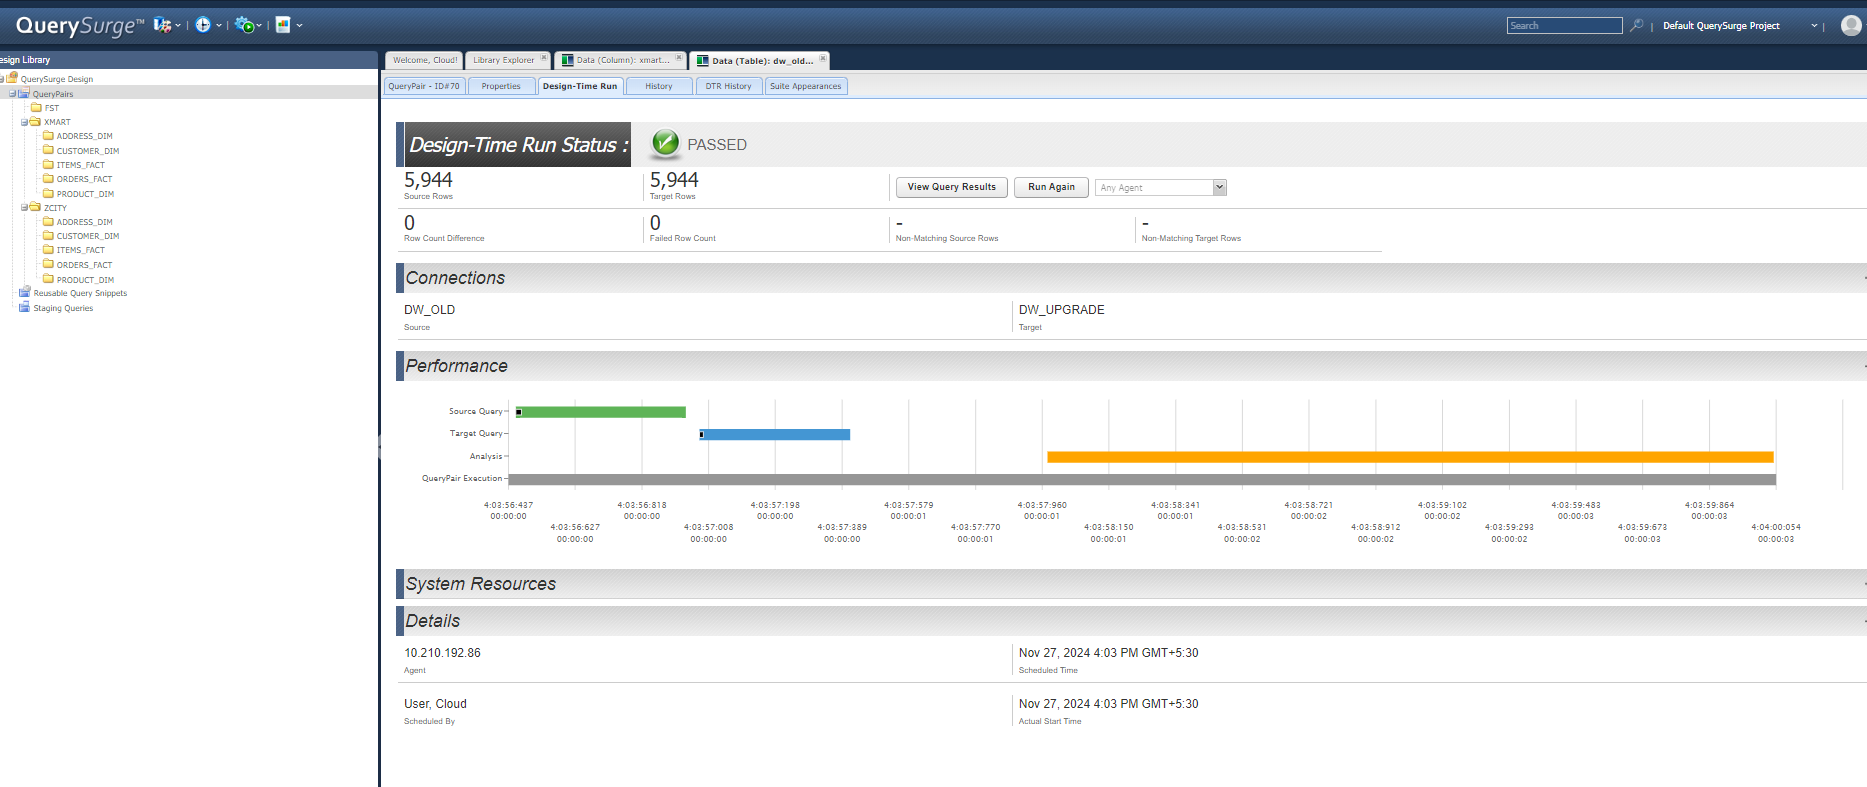 QuerySurge™
Search
Default QuerySurge Project
esign Library
QuerySurge Design
QueryPairs
FST
XMART
ADDRESS_DIM
CUSTOMER_DIM
ITEMS_FACT
ORDERS_FACT
PRODUCT_DIM
ZCITY
ADDRESS_DIM
CUSTOMER_DIM
ITEMS_FACT
ORDERS_FACT
PRODUCT_DIM
Reusable Query Snippets
Staging Queries
Welcome, Cloud! Library Explorer Data (Column): xmart... Data (Table): dw_old...
QueryPair - ID#70 Properties Design-Time Run History DTR History Suite Appearances
Design-Time Run Status : PASSED
5,944 5,944
Source Rows Target Rows
View Query Results Run Again Any Agent
0 0 - -
Row Count Difference Failed Row Count Non-Matching Source Rows Non-Matching Target Rows
Connections
DW_OLD DW_UPGRADE
Source Target
Performance
Source Query
Target Query
Analysis
QueryPair Execution
4:03:56:437 4:03:56:818 4:03:57:198 4:03:57:579 4:03:57:960 4:03:58:341 4:03:58:721 4:03:59:102 4:03:59:483 4:03:59:864
00:00:00 00:00:00 00:00:00 00:00:01 00:00:01 00:00:01 00:00:02 00:00:02 00:00:03 00:00:03
4:03:56:627 4:03:57:008 4:03:57:389 4:03:57:770 4:03:58:150 4:03:58:531 4:03:58:912 4:03:59:293 4:03:59:673 4:04:00:054
00:00:00 00:00:00 00:00:00 00:00:01 00:00:01 00:00:02 00:00:02 00:00:02 00:00:03 00:00:03
System Resources
Details
10.210.192.86 Nov 27, 2024 4:03 PM GMT+5:30
Agent Scheduled Time
User, Cloud Nov 27, 2024 4:03 PM GMT+5:30
Scheduled By Actual Start Time